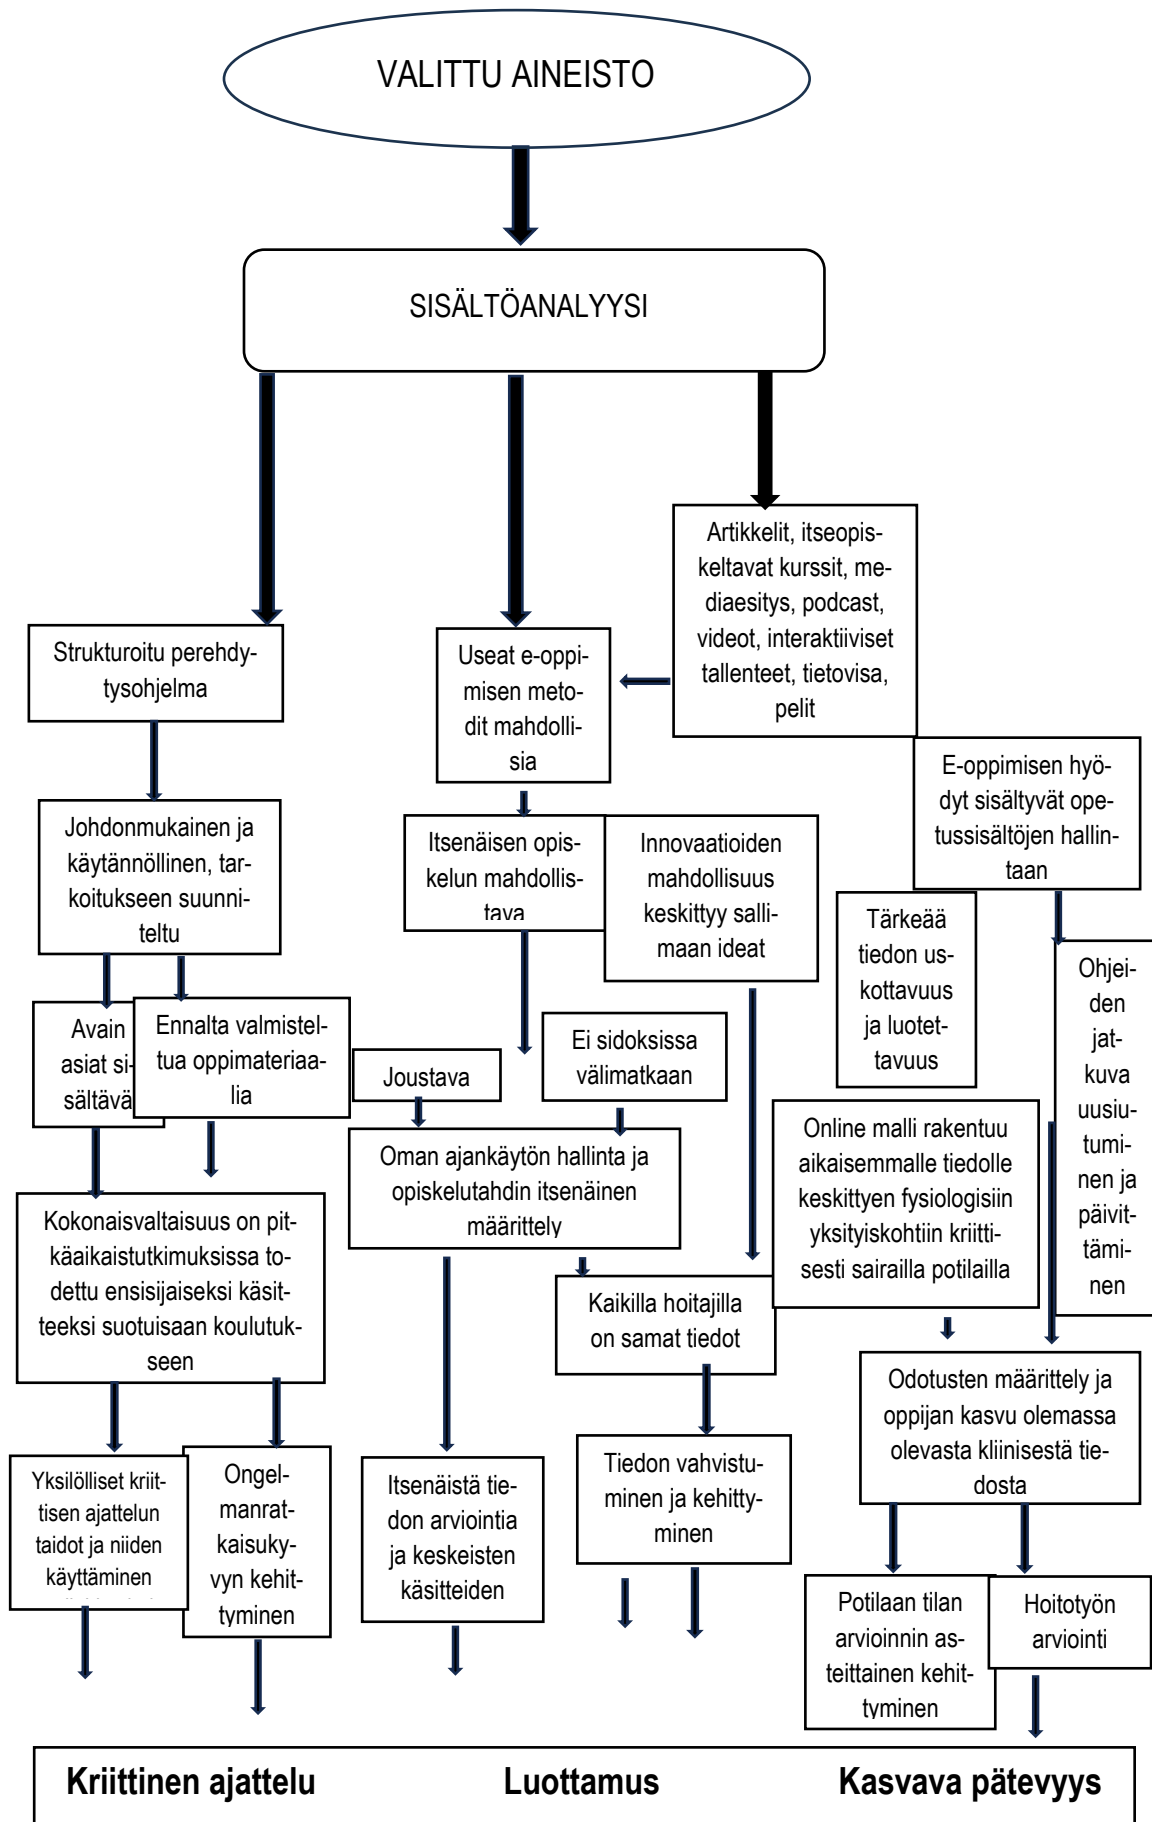 VALITTU AINEISTO
SISÄLTÖANALYYSI
Artikkelit, itseopis-
keltavat kurssit, me-
diaesitys, podcast,
videot, interaktiiviset
tallenteet, tietovisa,
pelit
Strukturoitu perehdy-
tysohjelma
Useat e-oppi-
misen meto-
dit mahdolli-
sia
E-oppimisen hyö-
dyt sisältyvät ope-
tussisältöjen hallin-
taan
Johdonmukainen ja
käytännöllinen, tar-
koitukseen suunni-
teltu
Itsenäisen opis-
kelun mahdollis-
tava
Innovaatioiden
mahdollisuus
keskittyy salli-
maan ideat
Tärkeää
tiedon us-
kottavuus
ja luotet-
tavuus
Ohjei-
den
jat-
kuva
uusiu-
tumi-
nen ja
päivit-
tämi-
nen
Avain
asiat si-
sältävä
Ennalta valmistel-
tua oppimateriaa-
lia
Joustava
Ei sidoksissa
välimatkaan
Oman ajankäytön hallinta ja
opiskelutahdin itsenäinen
määrittely
Online malli rakentuu
aikaisemmalle tiedolle
keskittyen fysiologisiin
yksityiskohtiin kriitti-
sesti sairailla potilailla
Kokonaisvaltaisuus on pit-
käaikaistutkimuksissa to-
dettu ensisijaiseksi käsit-
teeksi suotuisaan koulutuk-
seen
Kaikilla hoitajilla
on samat tiedot
Odotusten määrittely ja
oppijan kasvu olemassa
olevasta kliinisestä tie-
dosta
Yksilölliset kriit-
tisen ajattelun
taidot ja niiden
käyttäminen
Ongel-
manrat-
kaisuky-
vyn kehit-
tyminen
Itsenäistä tie-
don arviointia
ja keskeisten
käsitteiden
Tiedon vahvistu-
minen ja kehitty-
minen
Potilaan tilan
arvioinnin as-
teittainen kehit-
tyminen
Hoitotyön
arviointi
Kriittinen ajattelu
Luottamus
Kasvava pätevyys